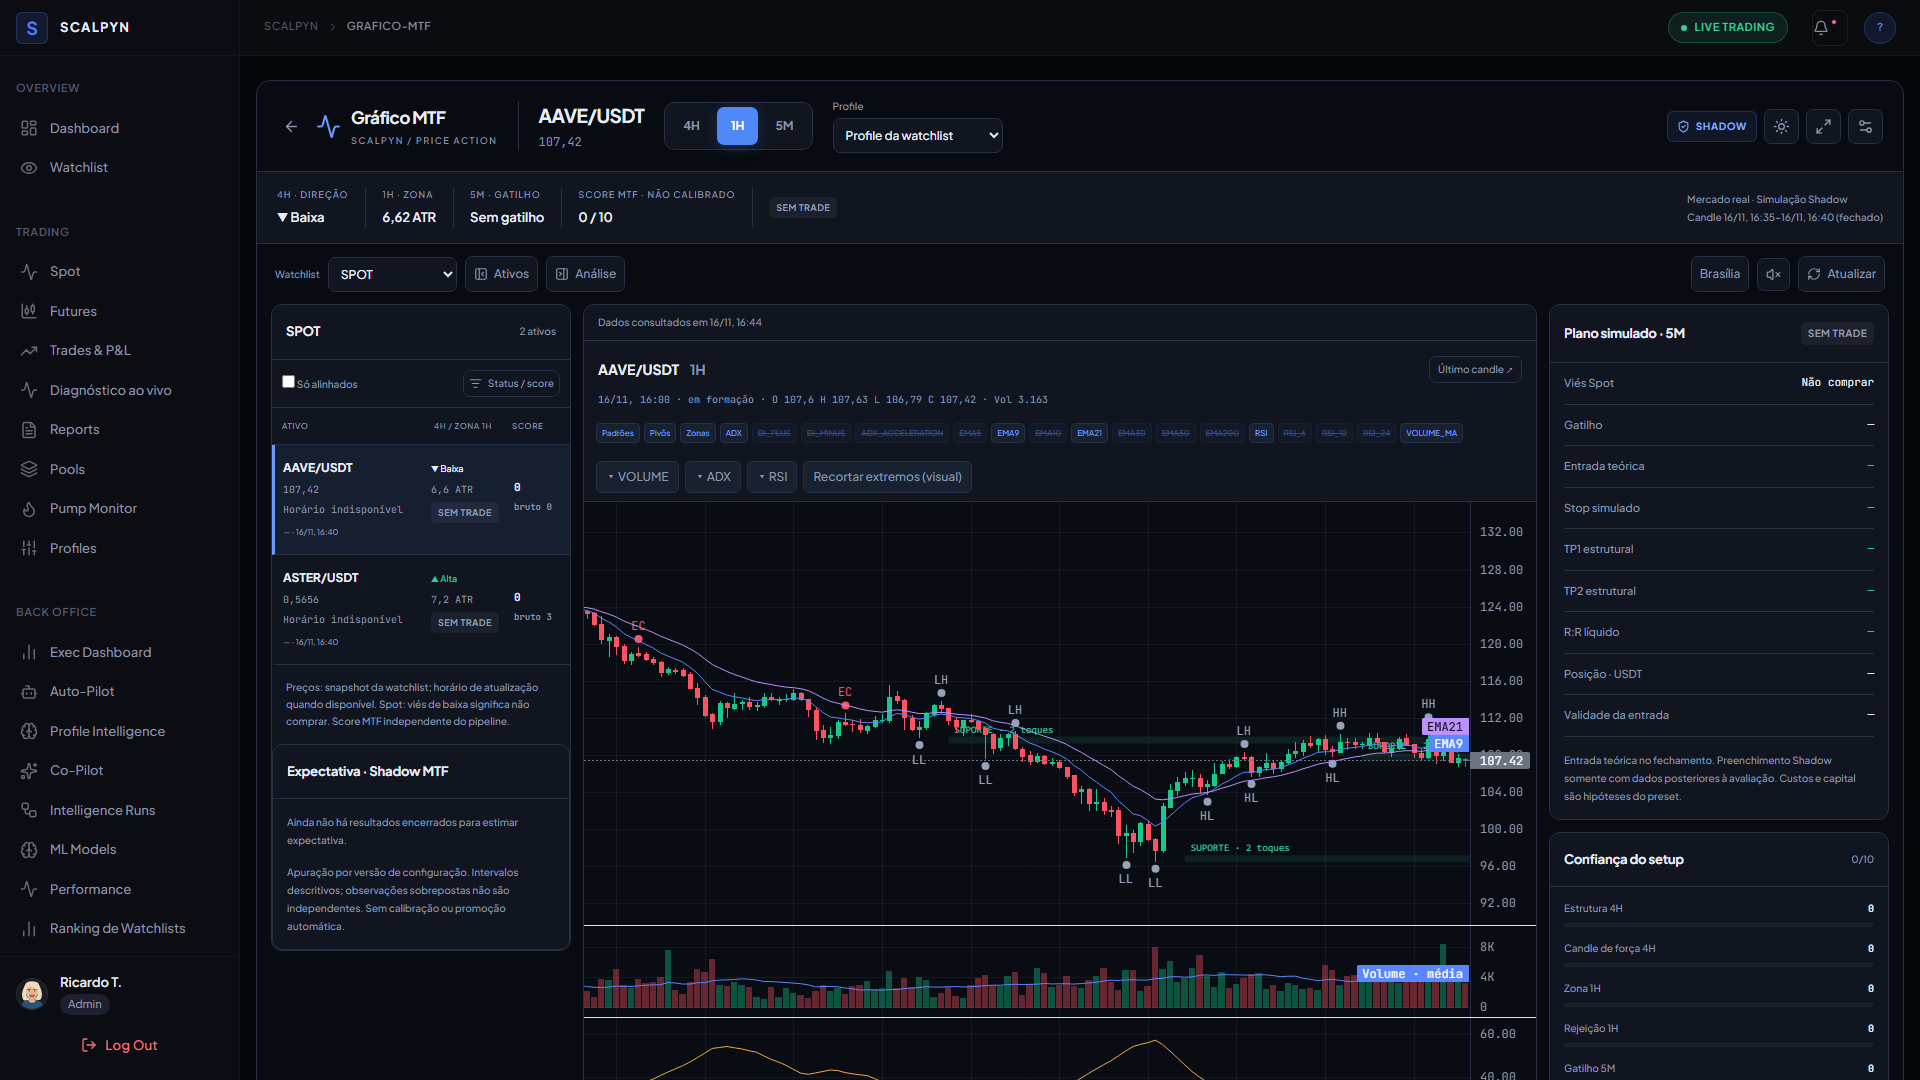 S SCALPYN
SCALPYN > GRAFICO-MTF
LIVE TRADING
?
OVERVIEW
Dashboard
Watchlist
TRADING
Spot
Futures
Trades & P&L
Diagnóstico ao vivo
Reports
Pools
Pump Monitor
Profiles
BACK OFFICE
Exec Dashboard
Auto-Pilot
Profile Intelligence
Co-Pilot
Intelligence Runs
ML Models
Performance
Ranking de Watchlists
Ricardo T.
Admin
Log Out
Gráfico MTF
SCALPYN / PRICE ACTION
AAVE/USDT
107,42
4H 1H 5M
Profile
Profile da watchlist
SHADOW
4H · DIREÇÃO
▼ Baixa
1H · ZONA
6,62 ATR
5M · GATILHO
Sem gatilho
SCORE MTF · NÃO CALIBRADO
0 / 10
SEM TRADE
Mercado real · Simulação Shadow
Candle 16/11, 16:35–16/11, 16:40 (fechado)
Watchlist SPOT Ativos Análise
Brasília Atualizar
SPOT 2 ativos
Só alinhados Status / score
ATIVO 4H / ZONA 1H SCORE
AAVE/USDT ▼ Baixa
107,42 6,6 ATR 0
Horário indisponível SEM TRADE bruto 0
— · 16/11, 16:40
ASTER/USDT ▲ Alta
0,5656 7,2 ATR 0
Horário indisponível SEM TRADE bruto 3
— · 16/11, 16:40
Preços: snapshot da watchlist; horário de atualização
quando disponível. Spot: viés de baixa significa não
comprar. Score MTF independente do pipeline.
Expectativa · Shadow MTF
Ainda não há resultados encerrados para estimar
expectativa.
Apuração por versão de configuração. Intervalos
descritivos; observações sobrepostas não são
independentes. Sem calibração ou promoção
automática.
Dados consultados em 16/11, 16:44
AAVE/USDT 1H
Último candle ↗
16/11, 16:00 · em formação · O 107,6 H 107,63 L 106,79 C 107,42 · Vol 3.163
Padrões Pivôs Zonas ADX DI_PLUS DI_MINUS ADX_ACCELERATION EMA5 EMA9 EMA10 EMA21 EMA30 EMA50 EMA200 RSI RSI_6 RSI_12 RSI_24 VOLUME_MA
▾ VOLUME ▾ ADX ▾ RSI Recortar extremos (visual)
132.00
128.00
124.00
120.00
116.00
112.00
107.42
104.00
100.00
96.00
92.00
EC
EC
LH
LL
LH
LL
SUPORTE · 2 toques
LL
LL
HL
LH
HL
HH
HL
HH
EMA21
EMA9
SUPORTE · 2 toques
Volume · média
8K
4K
0
60.00
40.00
Plano simulado · 5M SEM TRADE
Viés Spot Não comprar
Gatilho —
Entrada teórica —
Stop simulado —
TP1 estrutural —
TP2 estrutural —
R:R líquido —
Posição · USDT —
Validade da entrada —
Entrada teórica no fechamento. Preenchimento Shadow
somente com dados posteriores à avaliação. Custos e capital
são hipóteses do preset.
Confiança do setup 0/10
Estrutura 4H 0
Candle de força 4H 0
Zona 1H 0
Rejeição 1H 0
Gatilho 5M 0